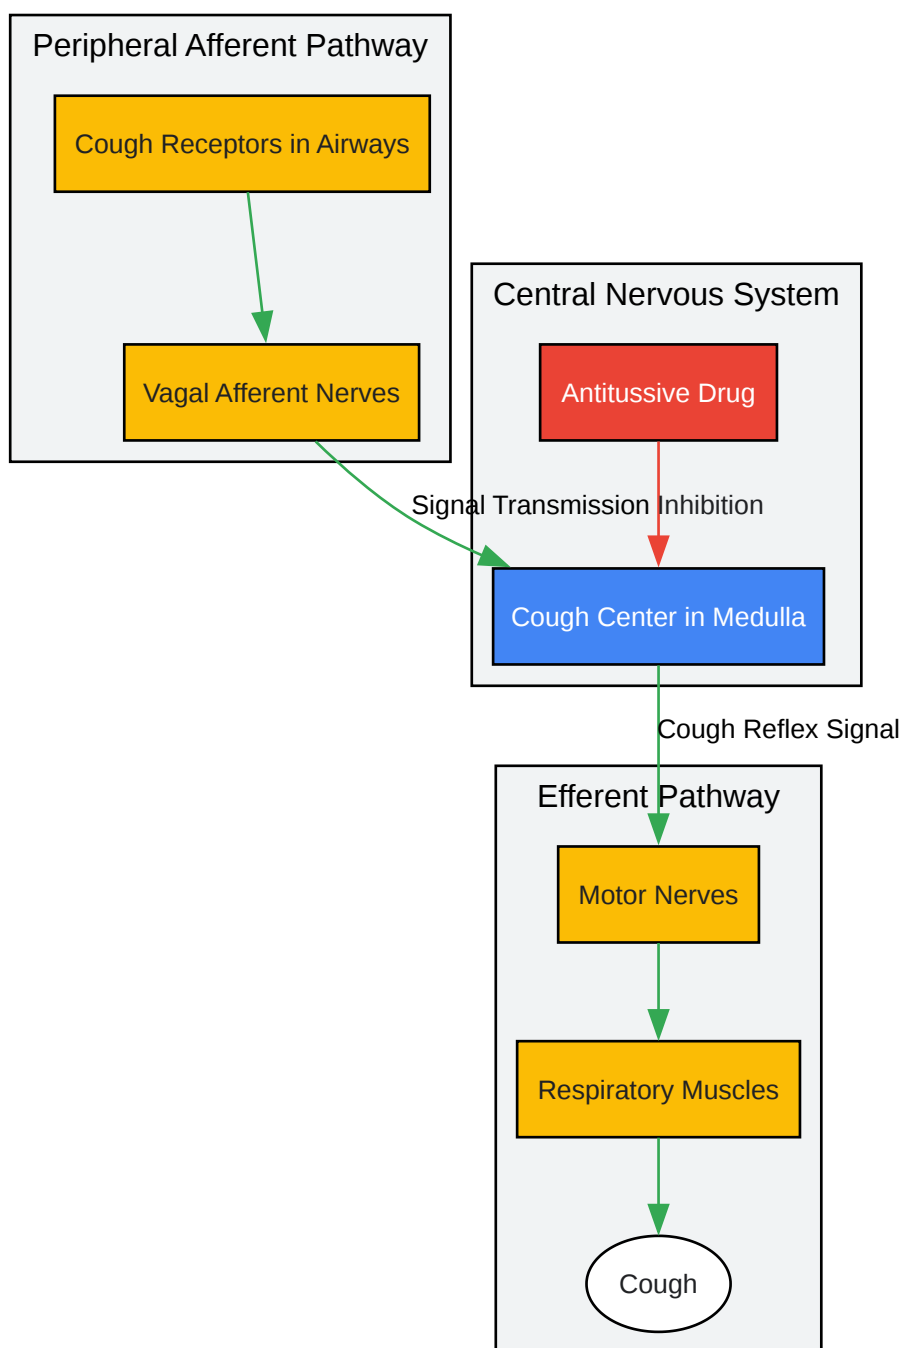 Peripheral Afferent Pathway
Cough Receptors in Airways
Vagal Afferent Nerves
Central Nervous System
Antitussive Drug
Signal Transmission
Inhibition
Cough Center in Medulla
Cough Reflex Signal
Efferent Pathway
Motor Nerves
Respiratory Muscles
Cough